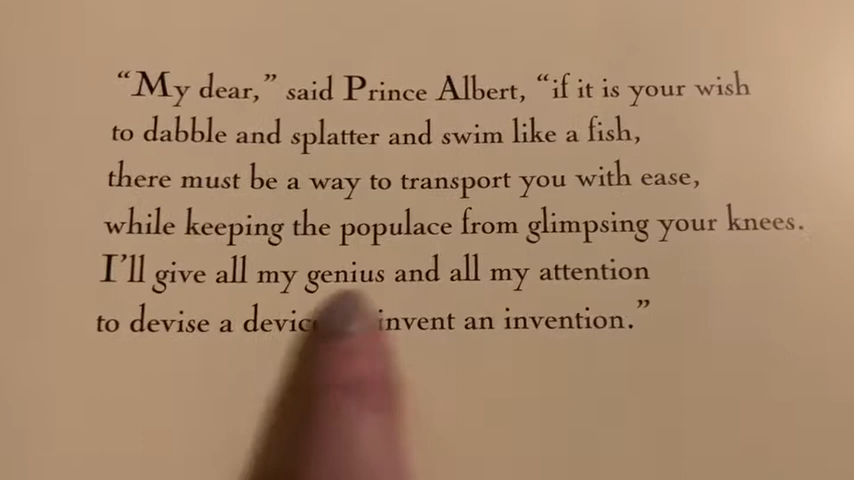 “My dear,” said Prince Albert, “if it is your wish
to dabble and splatter and swim like a fish,
there must be a way to transport you with ease,
while keeping the populace from glimpsing your knees.
I’ll give all my genius and all my attention
to devise a invent an invention.”